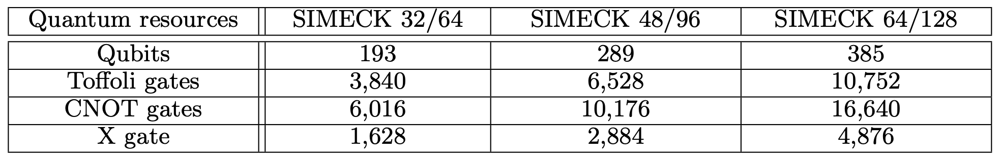 Quantum resources SIMECK 32/64 SIMECK 48/96 SIMECK 64/128
Qubits 193 289 385
Toffoli gates 3,840 6,528 10,752
CNOT gates 6,016 10,176 16,640
X gate 1,628 2,884 4,876